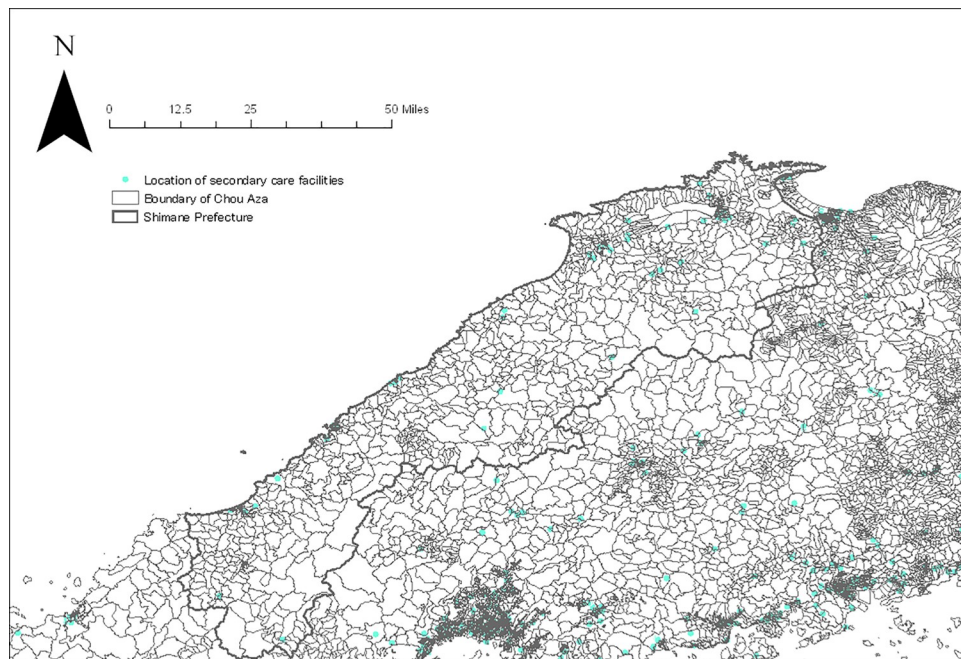 N
0 12.5 25 50 Miles
Location of secondary care facilities
Boundary of Chou Aza
Shimane Prefecture